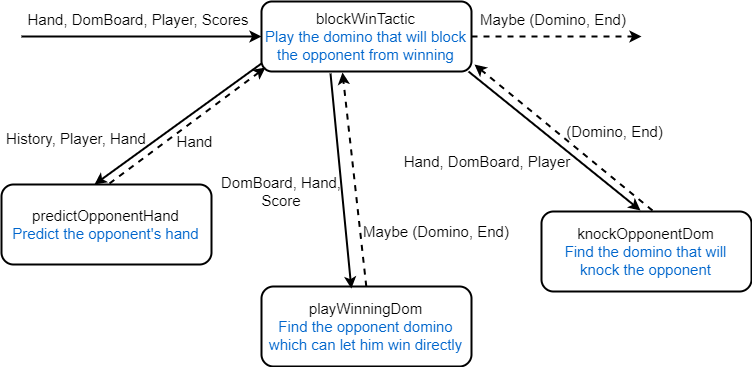 Hand, DomBoard, Player, Scores
blockWinTactic
Play the domino that will block
the opponent from winning
Maybe (Domino, End)
History, Player, Hand
Hand
(Domino, End)
Hand, DomBoard, Player
DomBoard, Hand,
Score
Maybe (Domino, End)
predictOpponentHand
Predict the opponent's hand
knockOpponentDom
Find the domino that will
knock the opponent
playWinningDom
Find the opponent domino
which can let him win directly